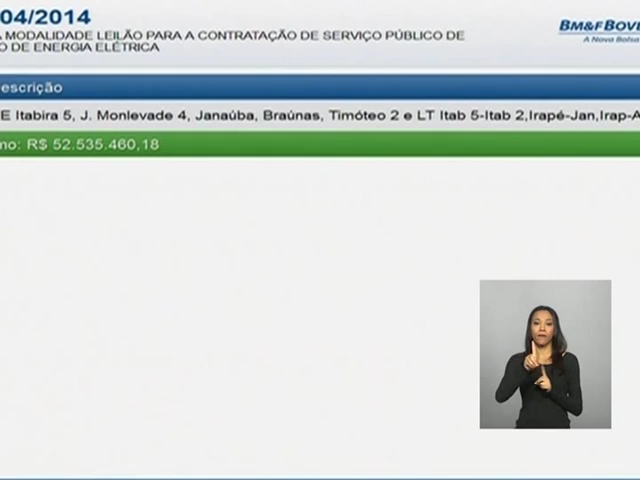 04/2014
A MODALIDADE LEILÃO PARA A CONTRATAÇÃO DE SERVIÇO PÚBLICO DE
O DE ENERGIA ELÉTRICA
BM&F BOVE
A Nova Bolsa
escrição
E Itabira 5, J. Monlevade 4, Janaúba, Braúnas, Timóteo 2 e LT Itab 5-Itab 2,Irapé-Jan,Irap-A
mo: R$ 52.535.460,18